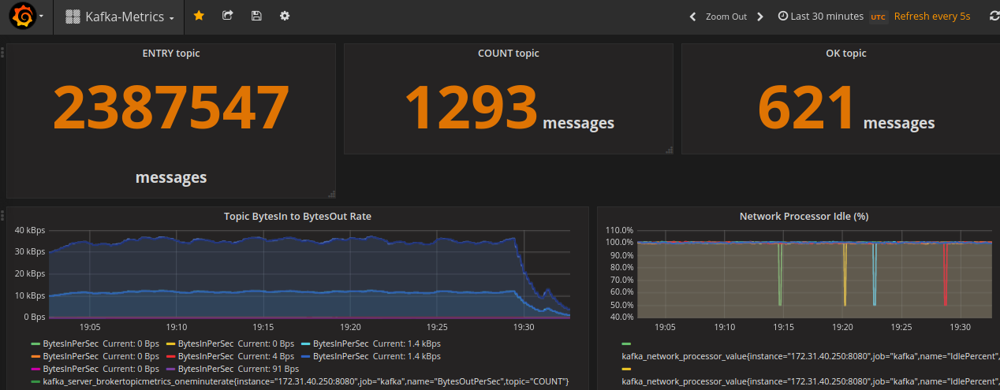 Kafka-Metrics
Zoom Out
Last 30 minutes UTC Refresh every 5s
ENTRY topic
2387547
messages
COUNT topic
1293 messages
OK topic
621 messages
Topic BytesIn to BytesOut Rate
40 kBps
30 kBps
20 kBps
10 kBps
0 Bps
19:05 19:10 19:15 19:20 19:25 19:30
BytesInPerSec Current: 0 Bps BytesInPerSec Current: 0 Bps BytesInPerSec Current: 1.4 kBps
BytesInPerSec Current: 0 Bps BytesInPerSec Current: 4 Bps BytesInPerSec Current: 1.4 kBps
BytesInPerSec Current: 0 Bps BytesInPerSec Current: 91 Bps
kafka_server_brokertopicmetrics_oneminuterate{instance="172.31.40.250:8080",job="kafka",name="BytesOutPerSec",topic="COUNT"}
Network Processor Idle (%)
110.0%
100.0%
90.0%
80.0%
70.0%
60.0%
50.0%
40.0%
19:05 19:10 19:15 19:20 19:25 19:30
kafka_network_processor_value{instance="172.31.40.250:8080",job="kafka",name="IdlePercent",
kafka_network_processor_value{instance="172.31.40.250:8080",job="kafka",name="IdlePercent",